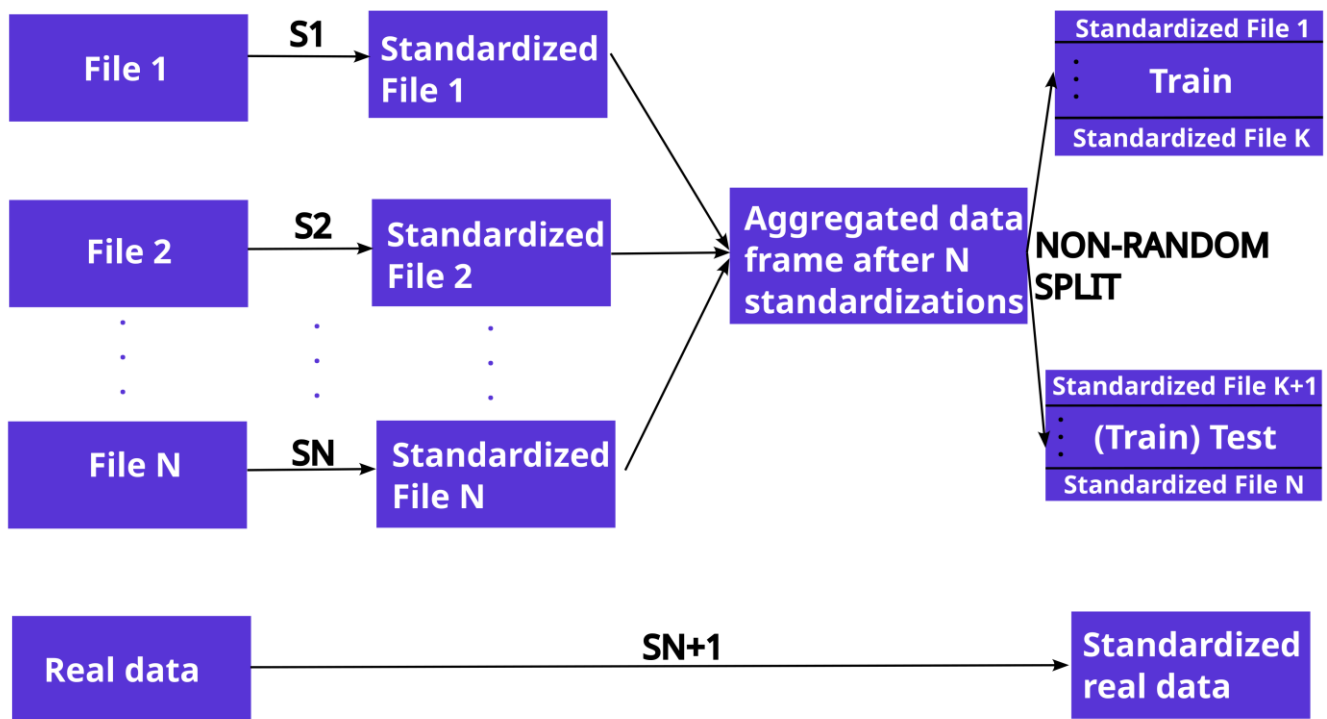 File 1
S1
Standardized
File 1
File 2
S2
Standardized
File 2
File N
SN
Standardized
File N
Aggregated data
frame after N
standardizations
NON-RANDOM
SPLIT
Standardized File 1
Train
Standardized File K
Standardized File K+1
(Train) Test
Standardized File N
Real data
SN+1
Standardized
real data